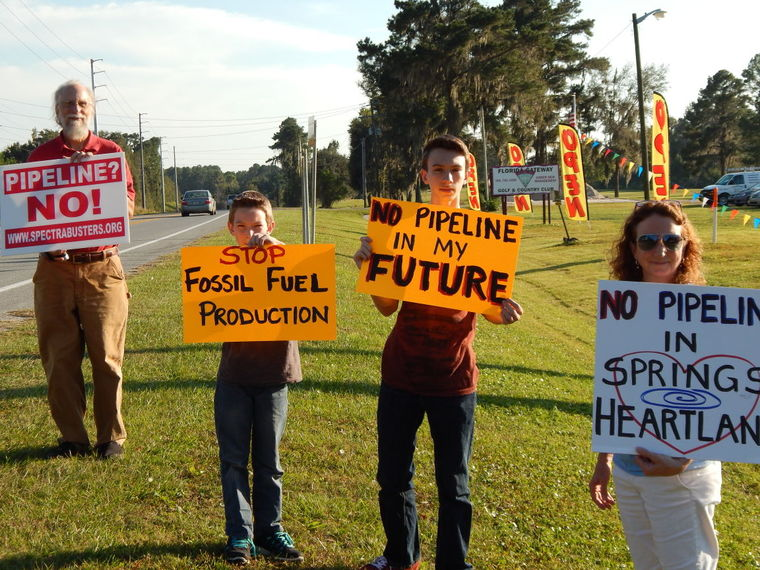 PIPELINE?
NO!
WWW.SPECTRABUSTERS.ORG
STOP
FOSSIL FUEL
PRODUCTION
NO PIPELINE
IN MY
FUTURE
NO PIPELIN
IN
SPRINGS
HEARTLAN
FLORIDA GATEWAY
GOLF & COUNTRY CLUB
OPEN
OPEN